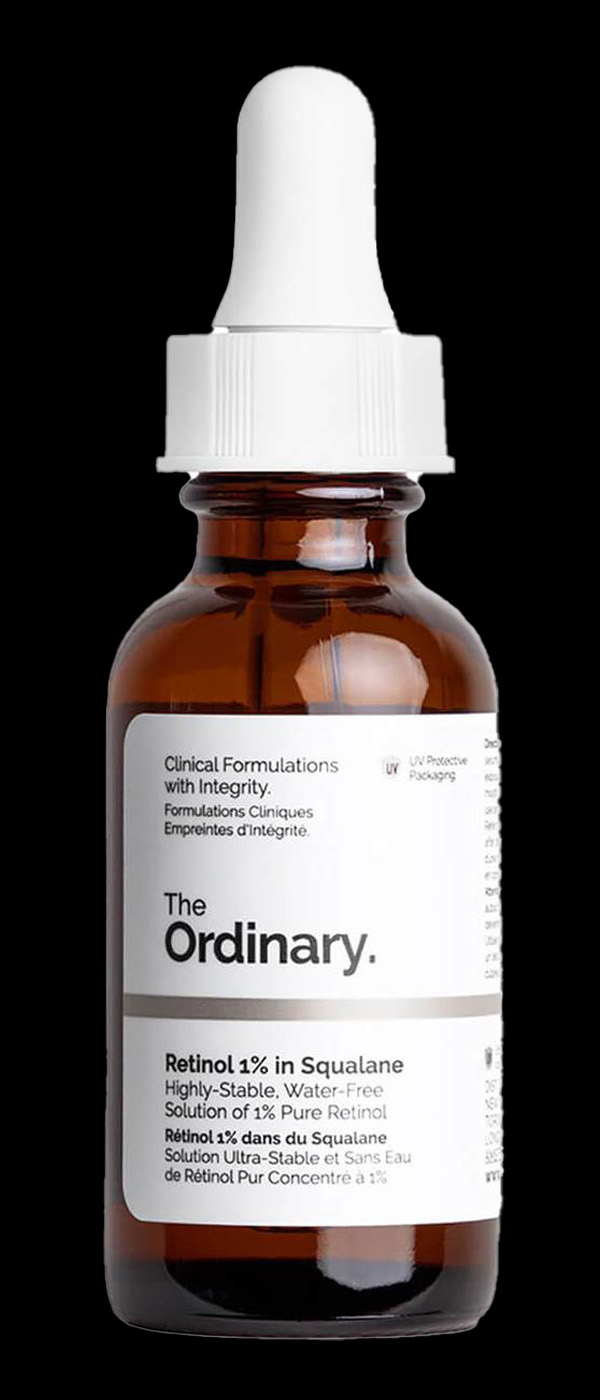 Clinical Formulations
with Integrity.
Formulations Cliniques
Empreintes d'Intégrité.
UV
UV Protective
Packaging
The
Ordinary.
Retinol 1% in Squalane
Highly-Stable, Water-Free
Solution of 1% Pure Retinol
Rétinol 1% dans du Squalane
Solution Ultra-Stable et Sans Eau
de Rétinol Pur Concentré à 1%